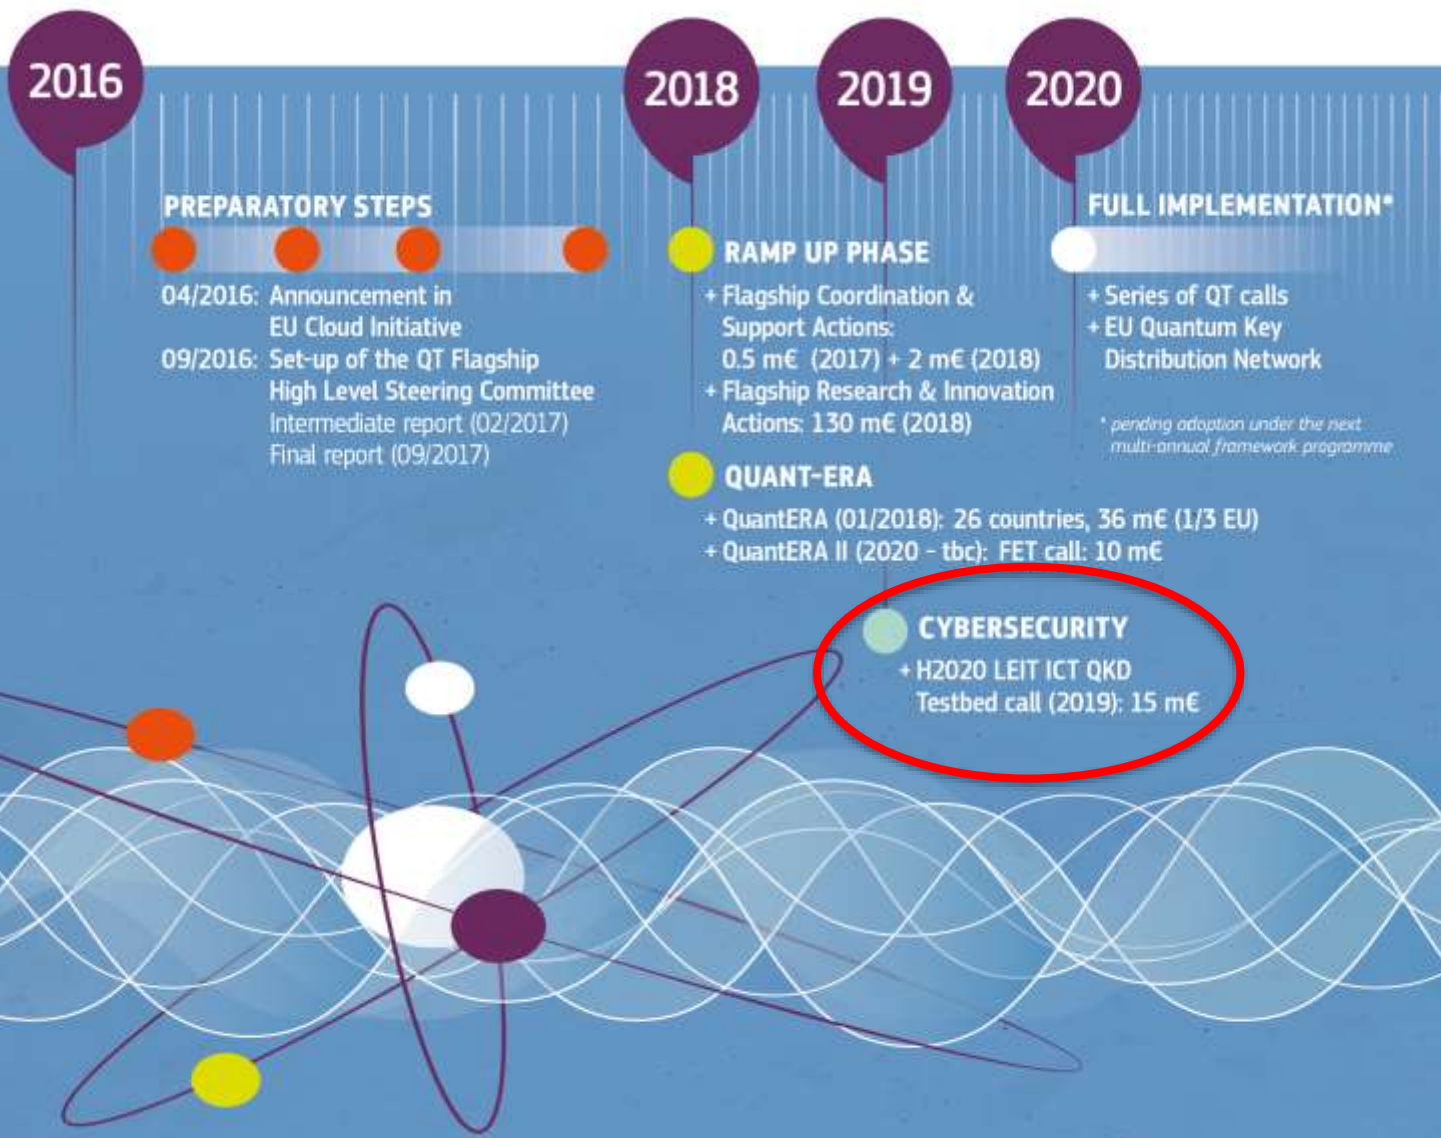 2016
2018
2019
2020
PREPARATORY STEPS
04/2016: Announcement in
EU Cloud Initiative
09/2016: Set-up of the QT Flagship
High Level Steering Committee
Intermediate report (02/2017)
Final report (09/2017)
RAMP UP PHASE
+ Flagship Coordination &
Support Actions:
0.5 m€ (2017) + 2 m€ (2018)
+ Flagship Research & Innovation
Actions: 130 m€ (2018)
QUANT-ERA
+ QuantERA (01/2018): 26 countries, 36 m€ (1/3 EU)
+ QuantERA II (2020 - tbc): FET call: 10 m€
CYBERSECURITY
+ H2020 LEIT ICT QKD
Testbed call (2019): 15 m€
FULL IMPLEMENTATION*
+ Series of QT calls
+ EU Quantum Key
Distribution Network
* pending adoption under the next
multi-annual framework programme